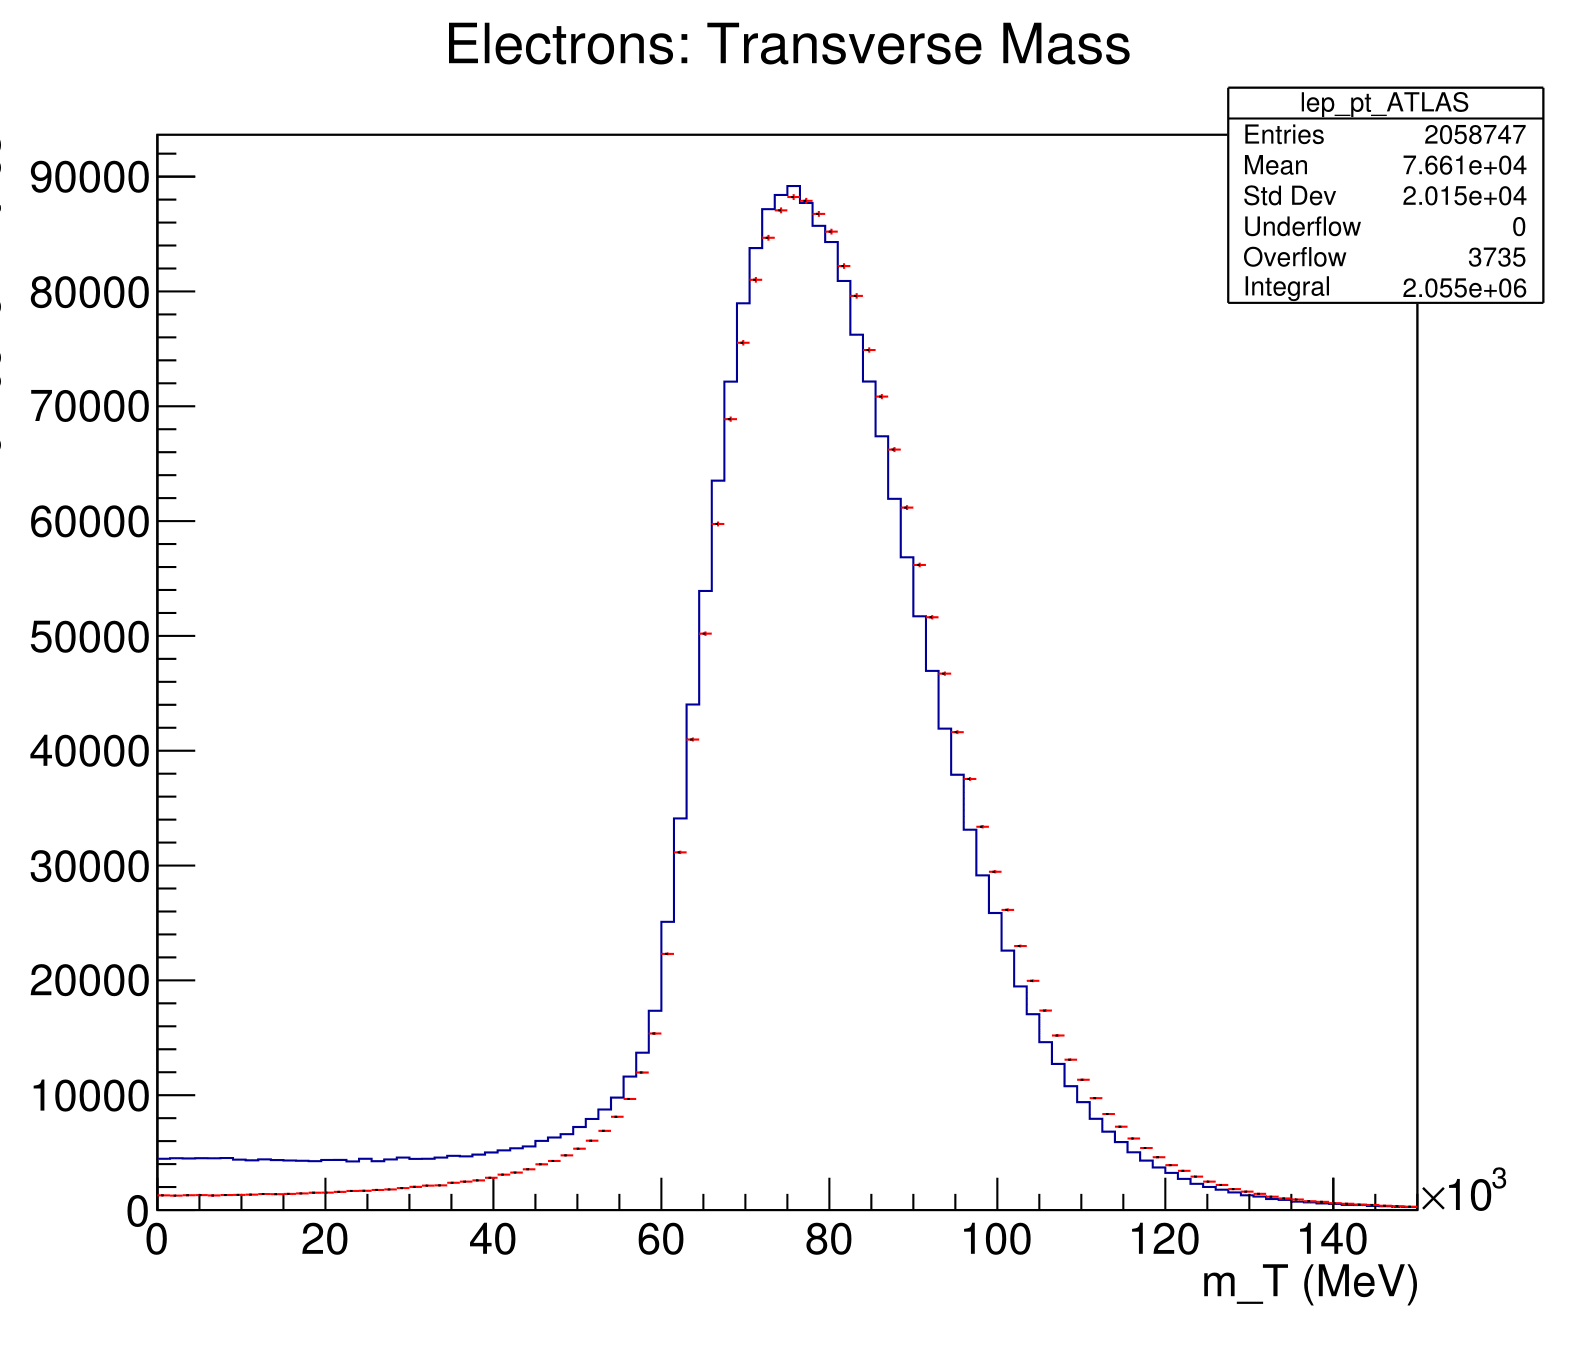 Electrons: Transverse Mass
lep_pt_ATLAS
Entries 2058747
Mean 7.661e+04
Std Dev 2.015e+04
Underflow 0
Overflow 3735
Integral 2.055e+06
90000
80000
70000
60000
50000
40000
30000
20000
10000
0
0 20 40 60 80 100 120 140
×10³
m_T (MeV)